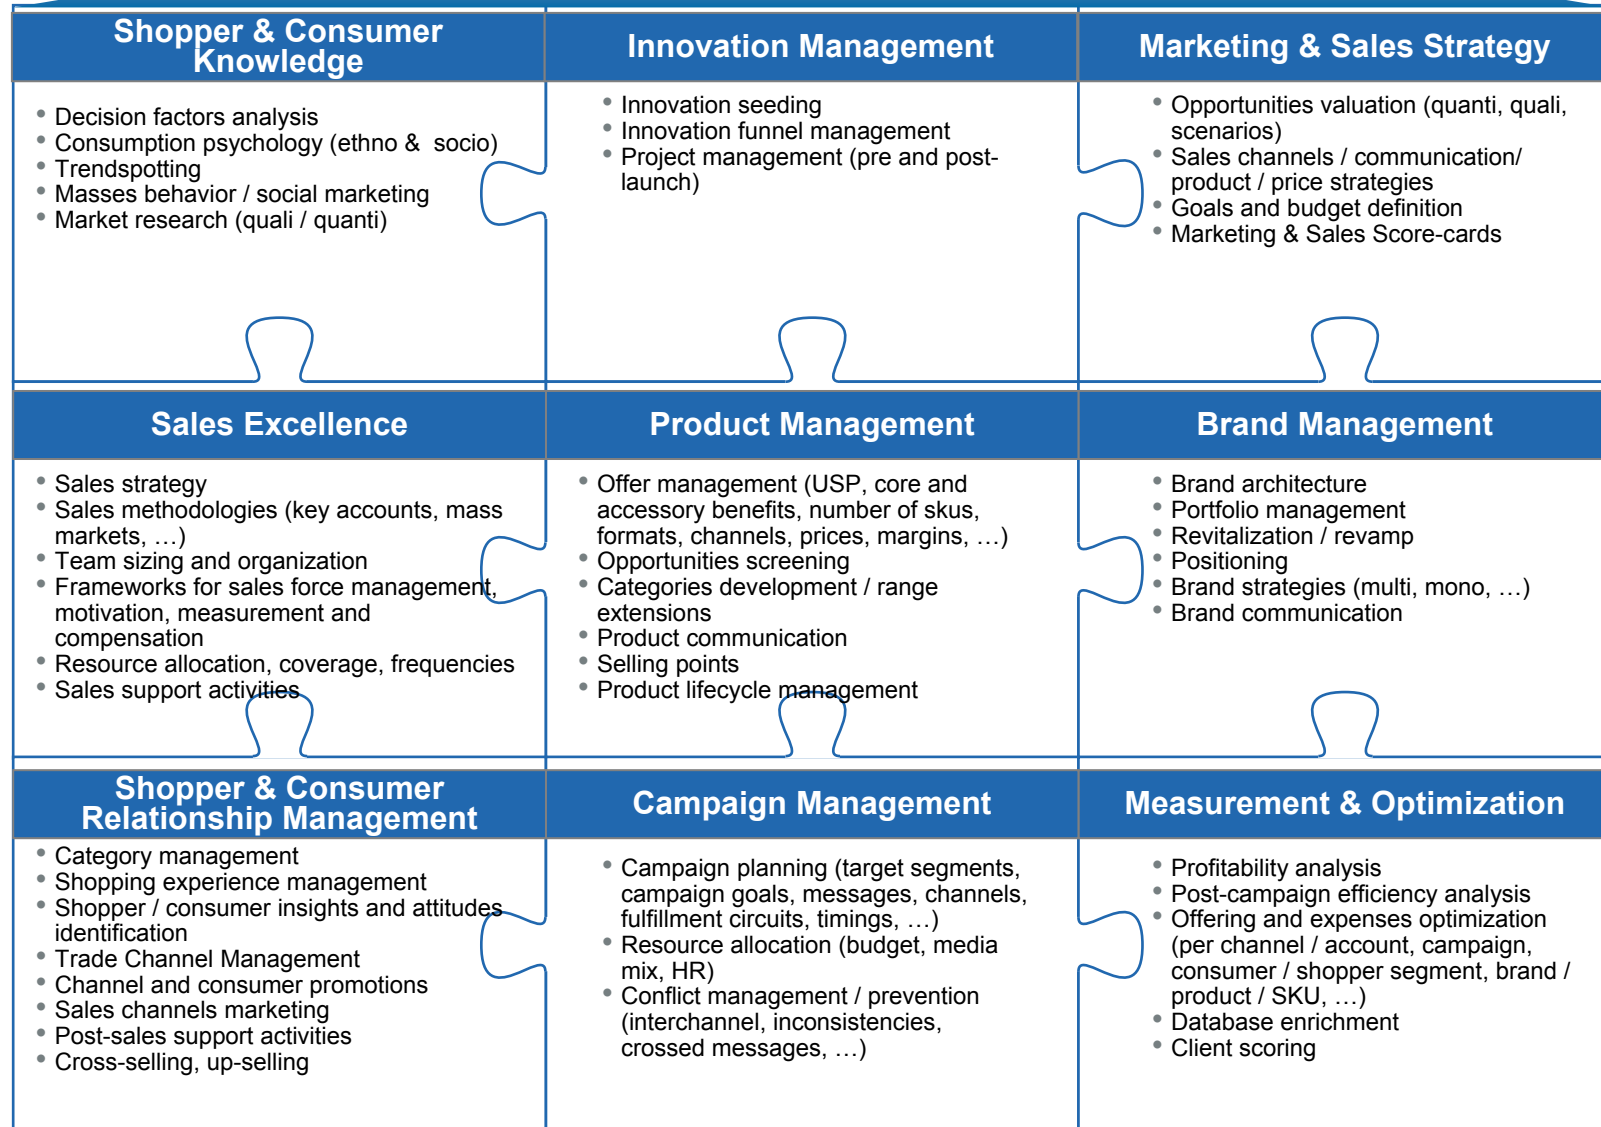 Shopper & Consumer
Knowledge
Decision factors analysis
Consumption psychology (ethno &  socio)
Trendspotting
Masses behavior / social marketing
Market research (quali / quanti)
Innovation Management
Innovation seeding
Innovation funnel management
Project management (pre and post-
launch)
Marketing & Sales Strategy
Opportunities valuation (quanti, quali,
scenarios)
Sales channels / communication/
product / price strategies
Goals and budget definition
Marketing & Sales Score-cards
Sales Excellence
Sales strategy
Sales methodologies (key accounts, mass
markets, …)
Team sizing and organization
Frameworks for sales force management,
motivation, measurement and
compensation
Resource allocation, coverage, frequencies
Sales support activities
Product Management
Offer management (USP, core and
accessory benefits, number of skus,
formats, channels, prices, margins, …)
Opportunities screening
Categories development / range
extensions
Product communication
Selling points
Product lifecycle management
Brand Management
Brand architecture
Portfolio management
Revitalization / revamp
Positioning
Brand strategies (multi, mono, …)
Brand communication
Shopper & Consumer
Relationship Management
Category management
Shopping experience management
Shopper / consumer insights and attitudes
identification
Trade Channel Management
Channel and consumer promotions
Sales channels marketing
Post-sales support activities
Cross-selling, up-selling
Campaign Management
Campaign planning (target segments,
campaign goals, messages, channels,
fulfillment circuits, timings, …)
Resource allocation (budget, media
mix, HR)
Conflict management / prevention
(interchannel, inconsistencies,
crossed messages, …)
Measurement & Optimization
Profitability analysis
Post-campaign efficiency analysis
Offering and expenses optimization
(per channel / account, campaign,
consumer / shopper segment, brand /
product / SKU, …)
Database enrichment
Client scoring